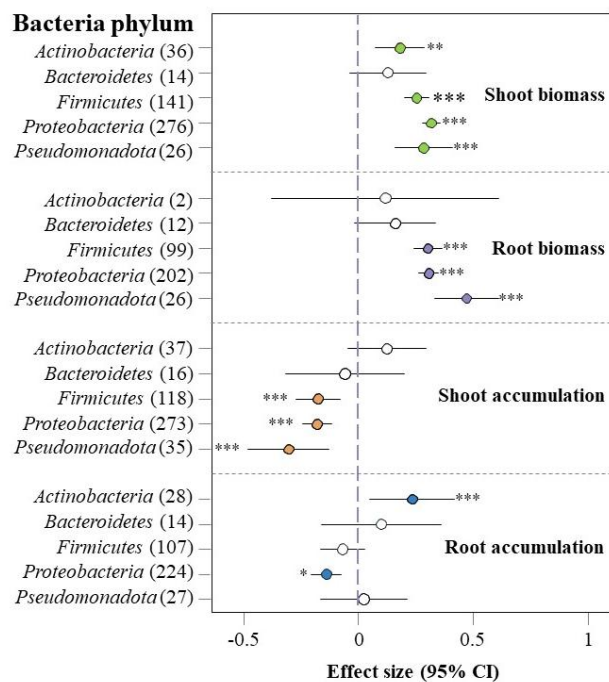 Bacteria phylum
Actinobacteria (36) **
Bacteroidetes (14)
Firmicutes (141) ***
Shoot biomass
Proteobacteria (276) ***
Pseudomonadota (26) ***
Actinobacteria (2)
Bacteroidetes (12)
Firmicutes (99) ***
Root biomass
Proteobacteria (202) ***
Pseudomonadota (26) ***
Actinobacteria (37)
Bacteroidetes (16)
Shoot accumulation
Firmicutes (118) ***
Proteobacteria (273) ***
Pseudomonadota (35) ***
Actinobacteria (28) ***
Bacteroidetes (14)
Firmicutes (107)
Root accumulation
Proteobacteria (224) *
Pseudomonadota (27)
-0.5 0 0.5 1
Effect size (95% CI)